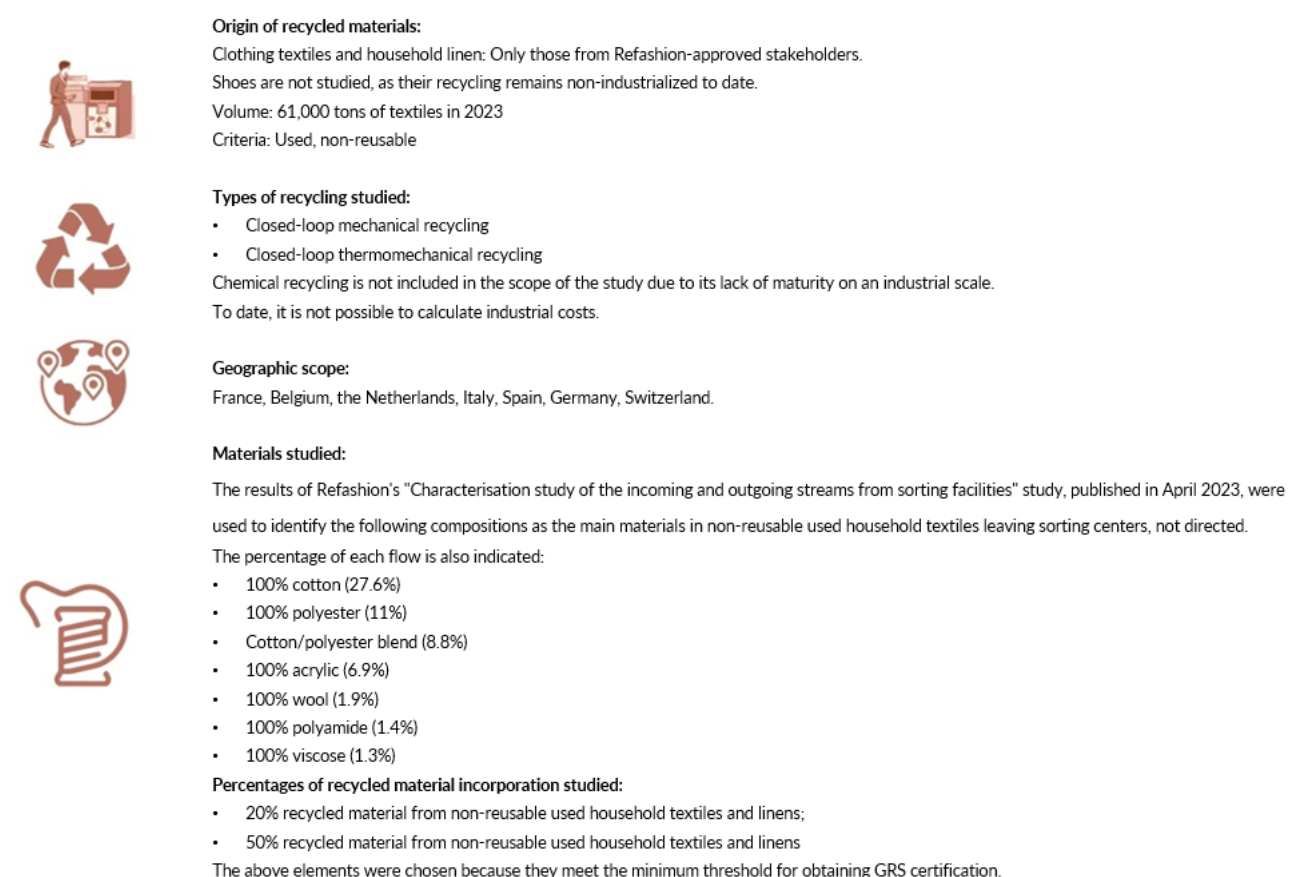 Origin of recycled materials:
Clothing textiles and household linen: Only those from Refashion-approved stakeholders.
Shoes are not studied, as their recycling remains non-industrialized to date.
Volume: 61,000 tons of textiles in 2023
Criteria: Used, non-reusable
Types of recycling studied:
• Closed-loop mechanical recycling
• Closed-loop thermomechanical recycling
Chemical recycling is not included in the scope of the study due to its lack of maturity on an industrial scale.
To date, it is not possible to calculate industrial costs.
Geographic scope:
France, Belgium, the Netherlands, Italy, Spain, Germany, Switzerland.
Materials studied:
The results of Refashion's "Characterisation study of the incoming and outgoing streams from sorting facilities" study, published in April 2023, were
used to identify the following compositions as the main materials in non-reusable used household textiles leaving sorting centers, not directed.
The percentage of each flow is also indicated:
• 100% cotton (27.6%)
• 100% polyester (11%)
• Cotton/polyester blend (8.8%)
• 100% acrylic (6.9%)
• 100% wool (1.9%)
• 100% polyamide (1.4%)
• 100% viscose (1.3%)
Percentages of recycled material incorporation studied:
• 20% recycled material from non-reusable used household textiles and linens;
• 50% recycled material from non-reusable used household textiles and linens
The above elements were chosen because they meet the minimum threshold for obtaining GRS certification.